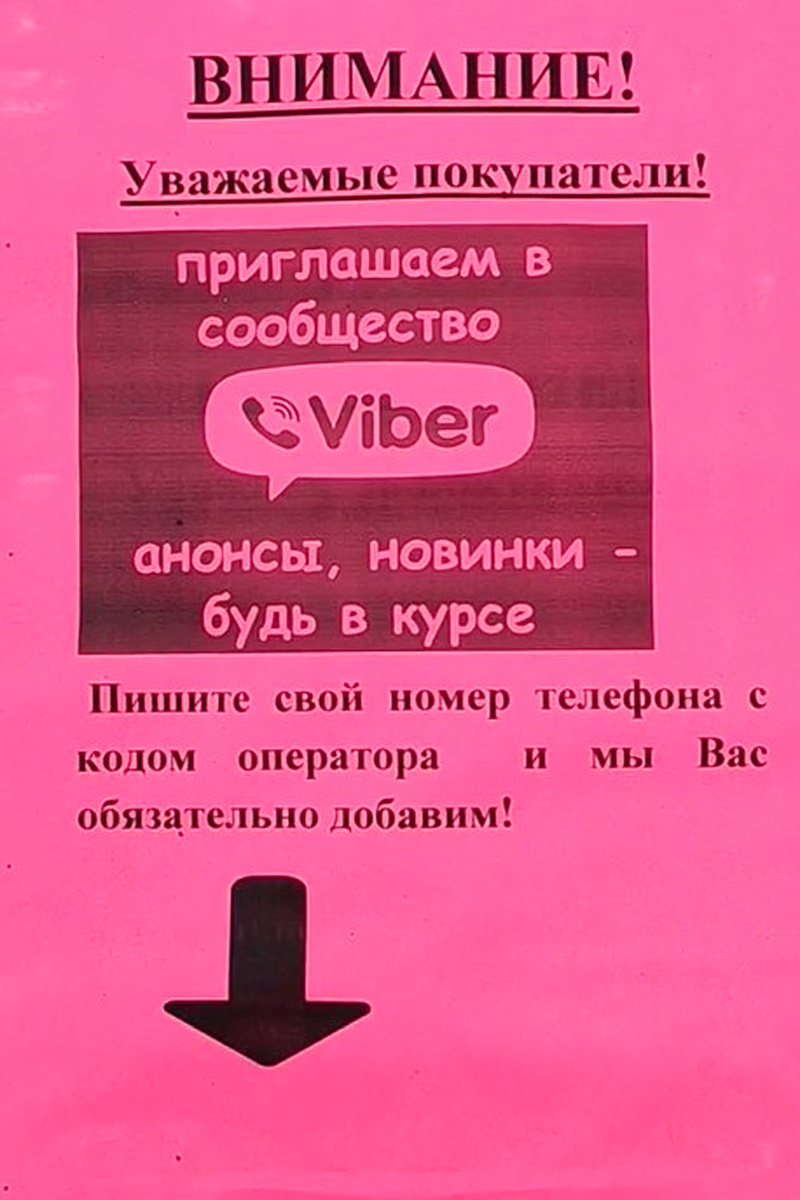 ВНИМАНИЕ!
Уважаемые покупатели!
приглашаем в
сообщество
Viber
анонсы, новинки -
будь в курсе
Пишите свой номер телефона с
кодом оператора и мы Вас
обязательно добавим!